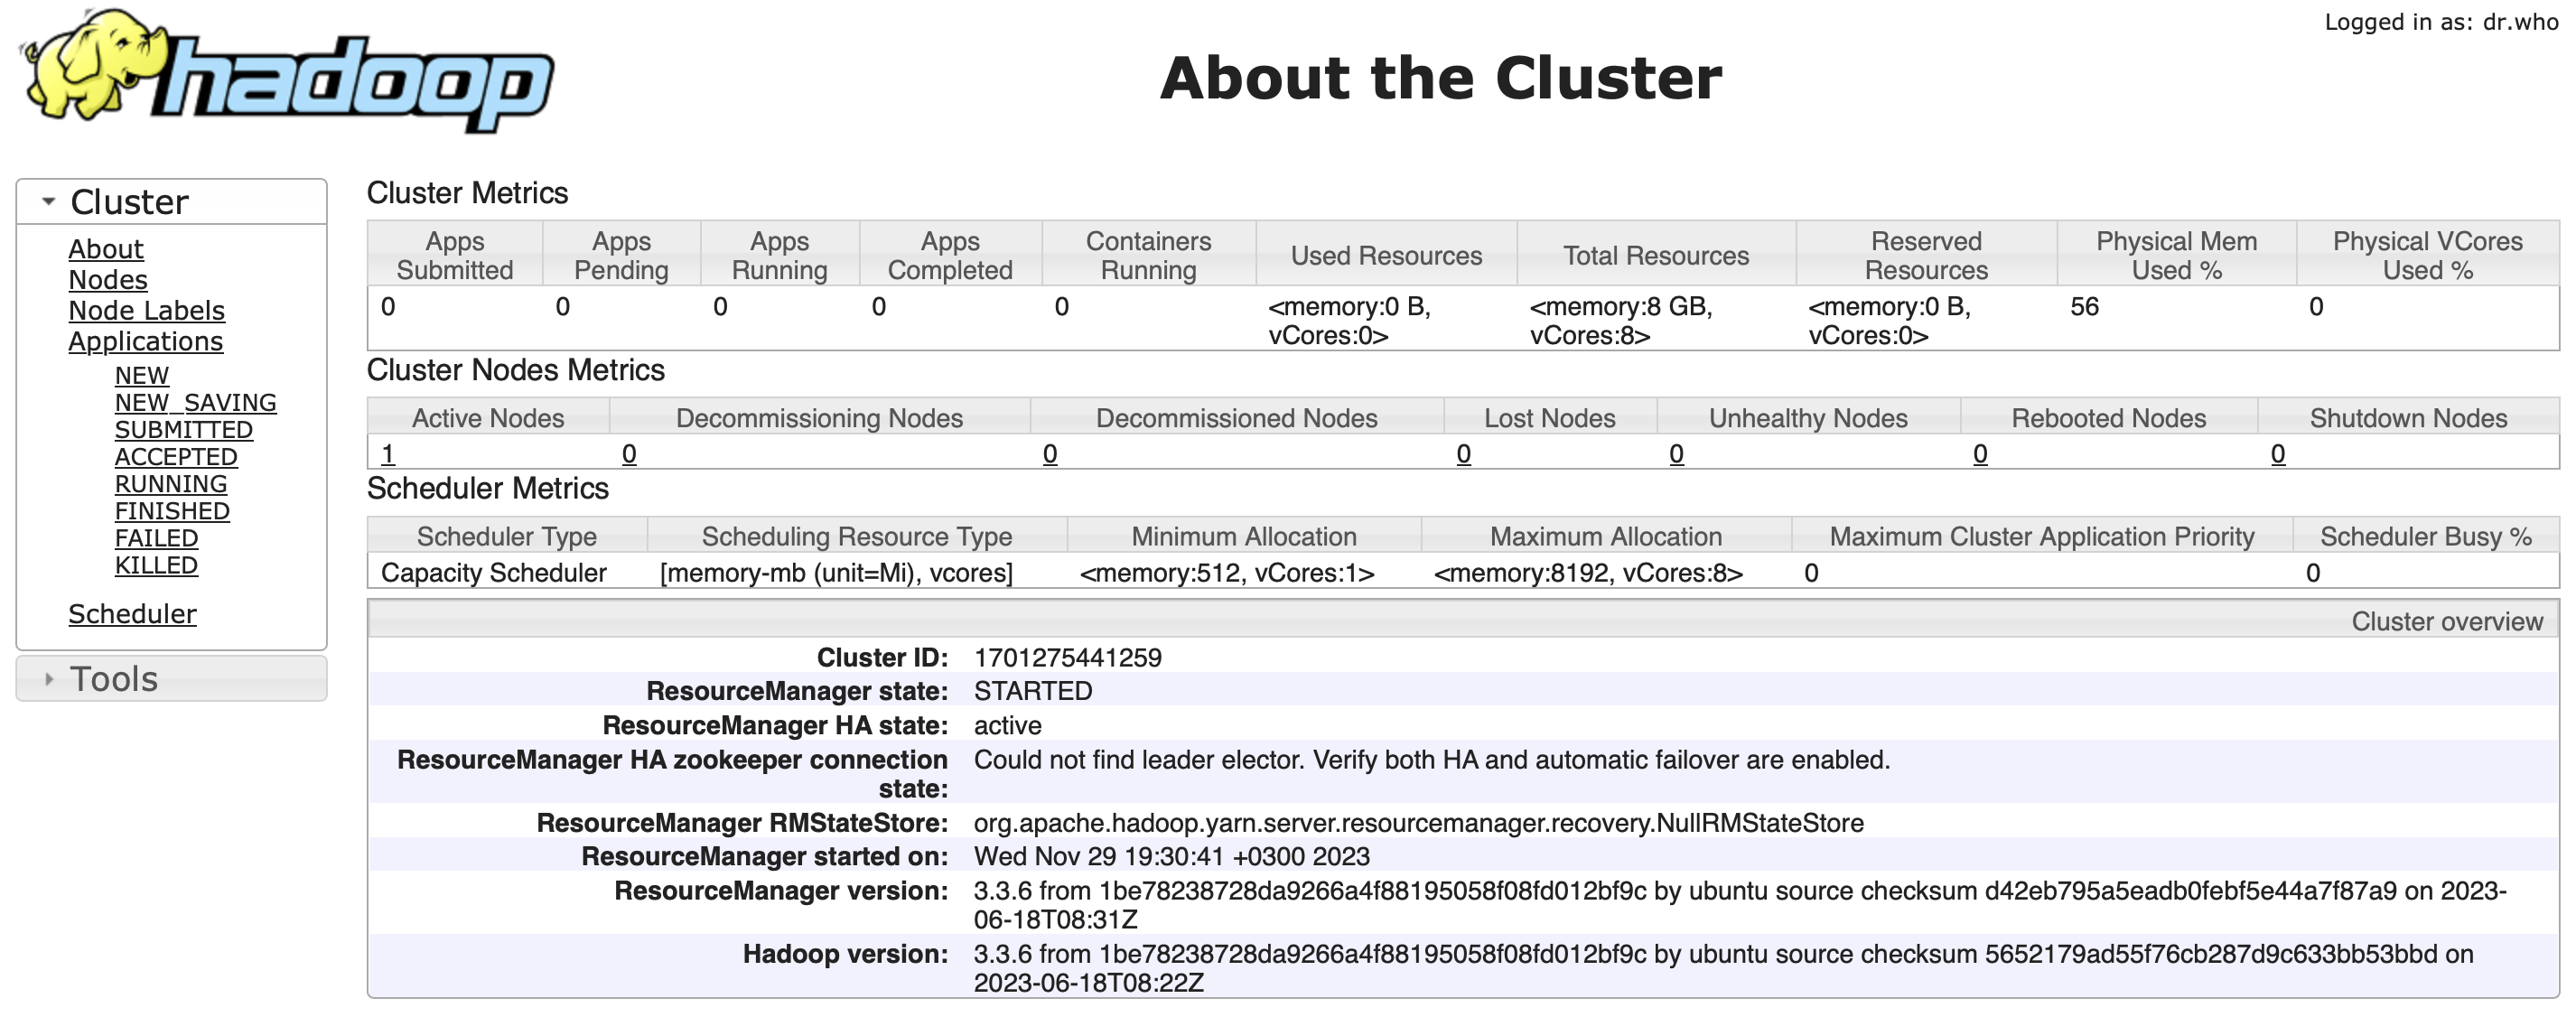 hadoop
Logged in as: dr.who
About the Cluster
Cluster
About
Nodes
Node Labels
Applications
NEW
NEW_SAVING
SUBMITTED
ACCEPTED
RUNNING
FINISHED
FAILED
KILLED
Scheduler
Tools
Cluster Metrics
Apps Submitted Apps Pending Apps Running Apps Completed Containers Running Used Resources Total Resources Reserved Resources Physical Mem Used % Physical VCores Used %
0 0 0 0 0 <memory:0 B, vCores:0> <memory:8 GB, vCores:8> <memory:0 B, vCores:0> 56 0
Cluster Nodes Metrics
Active Nodes Decommissioning Nodes Decommissioned Nodes Lost Nodes Unhealthy Nodes Rebooted Nodes Shutdown Nodes
1 0 0 0 0 0 0
Scheduler Metrics
Scheduler Type Scheduling Resource Type Minimum Allocation Maximum Allocation Maximum Cluster Application Priority Scheduler Busy %
Capacity Scheduler [memory-mb (unit=Mi), vcores] <memory:512, vCores:1> <memory:8192, vCores:8> 0 0
Cluster overview
Cluster ID: 1701275441259
ResourceManager state: STARTED
ResourceManager HA state: active
ResourceManager HA zookeeper connection state: Could not find leader elector. Verify both HA and automatic failover are enabled.
ResourceManager RMStateStore: org.apache.hadoop.yarn.server.resourcemanager.recovery.NullRMStateStore
ResourceManager started on: Wed Nov 29 19:30:41 +0300 2023
ResourceManager version: 3.3.6 from 1be78238728da9266a4f88195058f08fd012bf9c by ubuntu source checksum d42eb795a5eadb0febf5e44a7f87a9 on 2023-
06-18T08:31Z
Hadoop version: 3.3.6 from 1be78238728da9266a4f88195058f08fd012bf9c by ubuntu source checksum 5652179ad55f76cb287d9c633bb53bbd on
2023-06-18T08:22Z